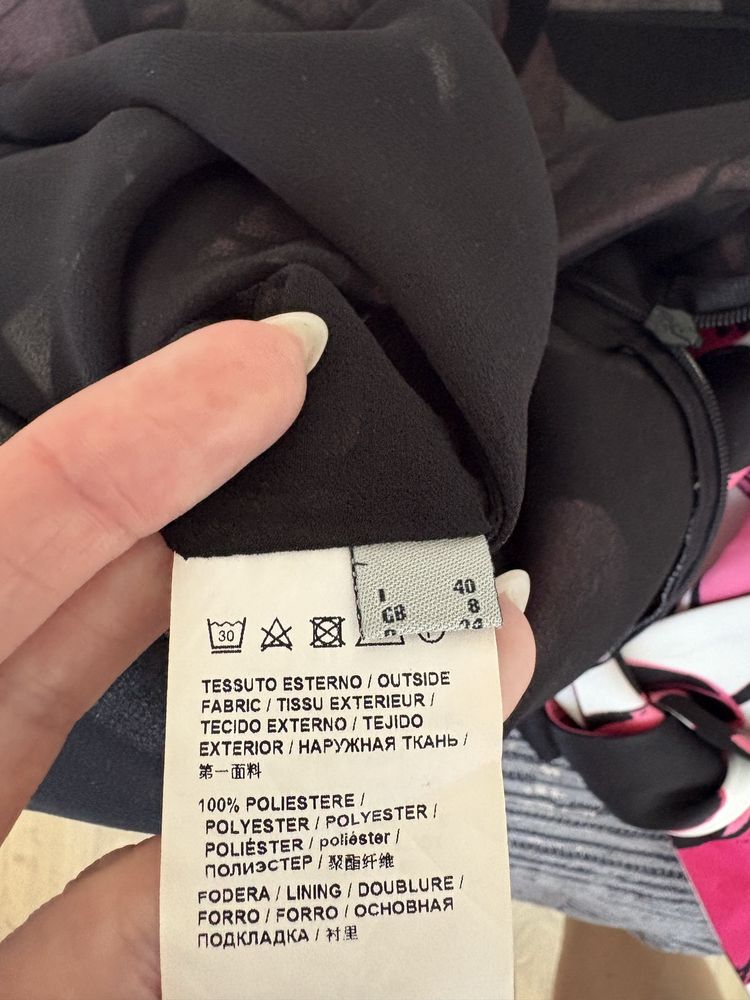 I 40
GB 8
30
TESSUTO ESTERNO / OUTSIDE
FABRIC / TISSU EXTERIEUR /
TECIDO EXTERNO / TEJIDO
EXTERIOR / НАРУЖНАЯ ТКАНЬ /
第一面料
100% POLIESTERE /
POLYESTER / POLYESTER /
POLIÉSTER / poliéster /
ПОЛИЭСТЕР / 聚酯纤维
FODERA / LINING / DOUBLURE /
FORRO / FORRO / ОСНОВНАЯ
ПОДКЛАДКА / 衬里